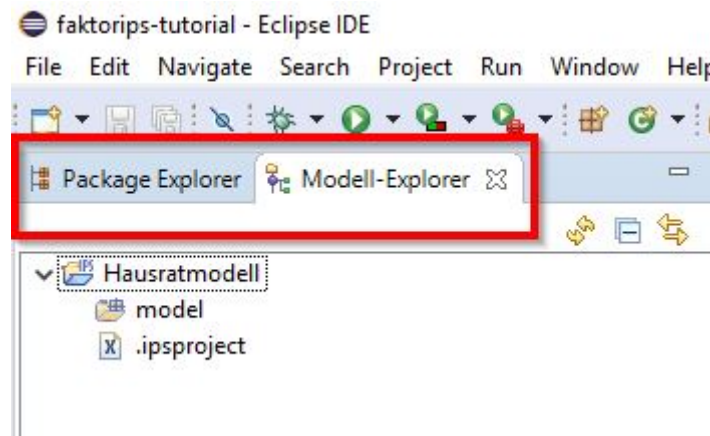 faktorips-tutorial - Eclipse IDE
File Edit Navigate Search Project Run Window Help
Package Explorer Modell-Explorer
Hausratmodell
model
.ipsproject